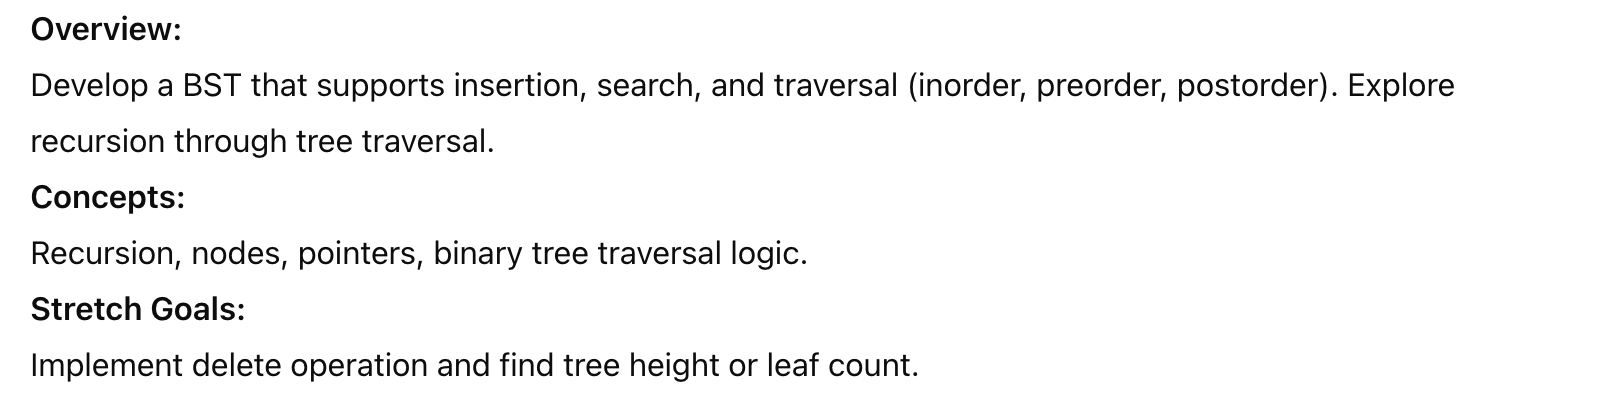 Overview:
Develop a BST that supports insertion, search, and traversal (inorder, preorder, postorder). Explore
recursion through tree traversal.
Concepts:
Recursion, nodes, pointers, binary tree traversal logic.
Stretch Goals:
Implement delete operation and find tree height or leaf count.